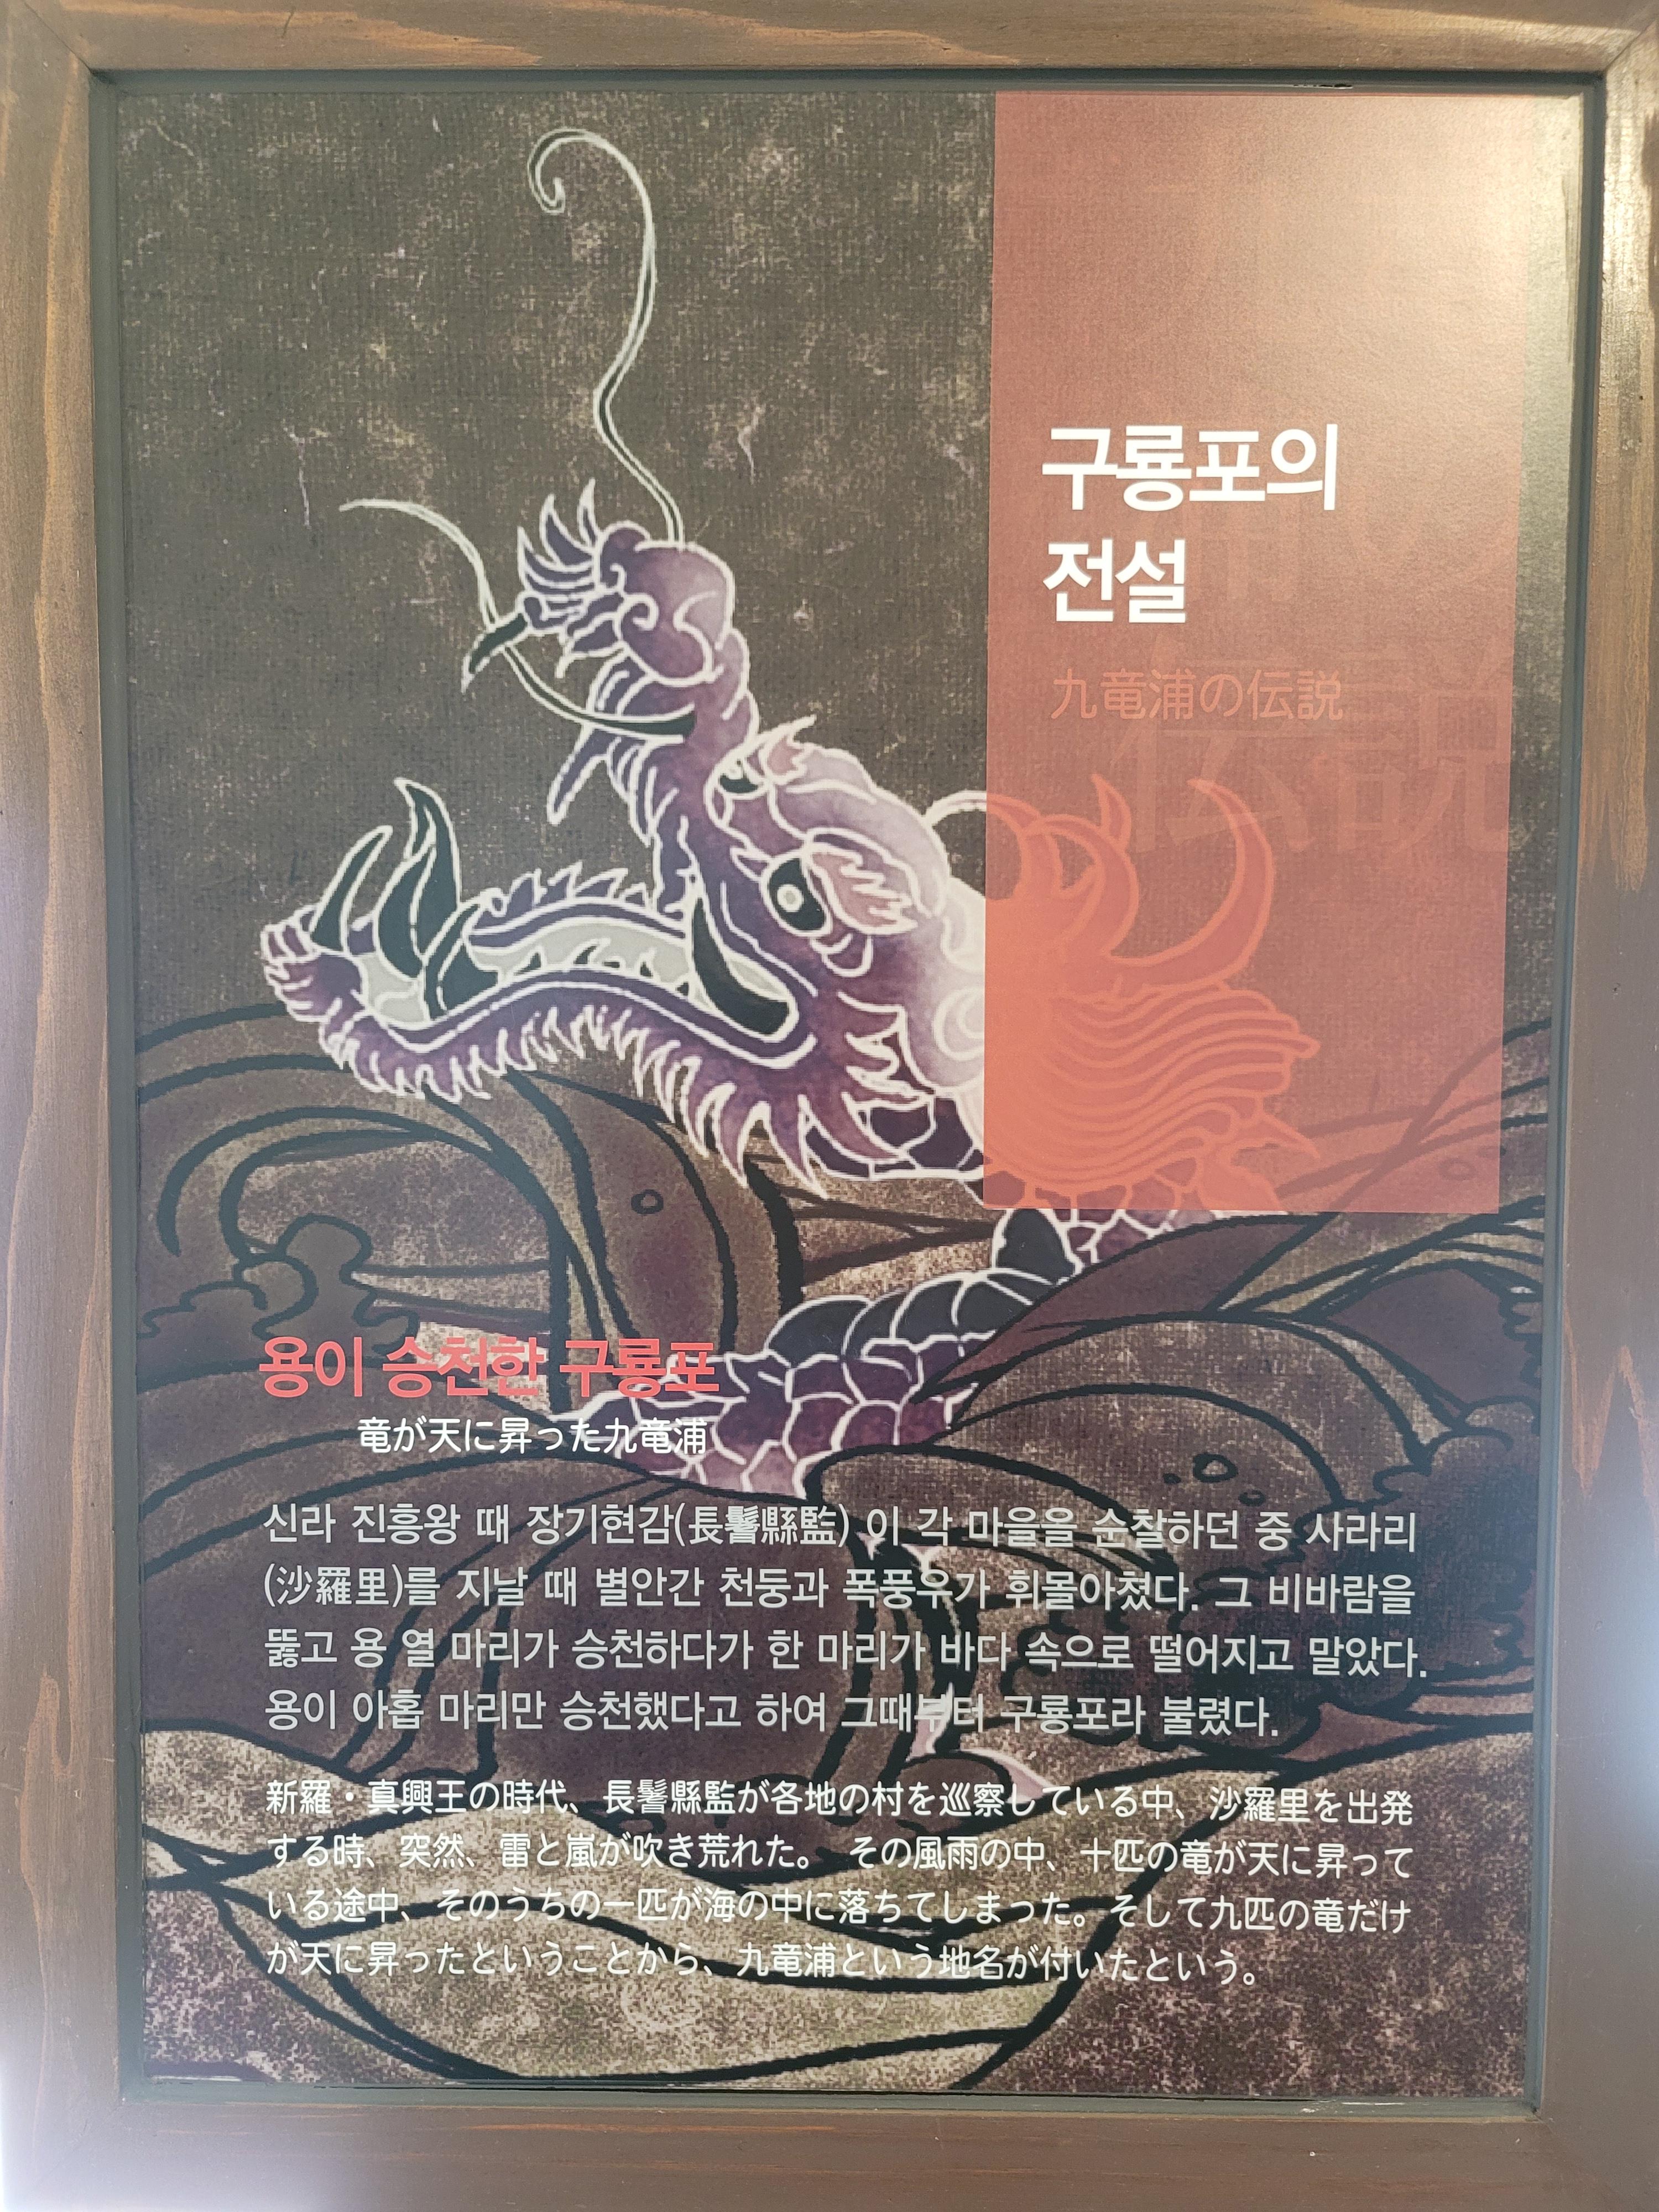 구룡포의
전설
九竜浦の伝説
伝説
용이 승천한 구룡포
竜が天に昇った九竜浦
신라 진흥왕 때 장기현감(長鬐縣監) 이 각 마을을 순찰하던 중 사라리
(沙羅里)를 지날 때 별안간 천둥과 폭풍우가 휘몰아쳤다. 그 비바람을
뚫고 용 열 마리가 승천하다가 한 마리가 바다 속으로 떨어지고 말았다.
용이 아홉 마리만 승천했다고 하여 그때부터 구룡포라 불렸다.
新羅・真興王の時代、長鬐縣監が各地の村を巡察している中、沙羅里を出発
する時、突然、雷と嵐が吹き荒れた。 その風雨の中、十匹の竜が天に昇って
いる途中、そのうちの一匹が海の中に落ちてしまった。そして九匹の竜だけ
が天に昇ったということから、九竜浦という地名が付いたという。